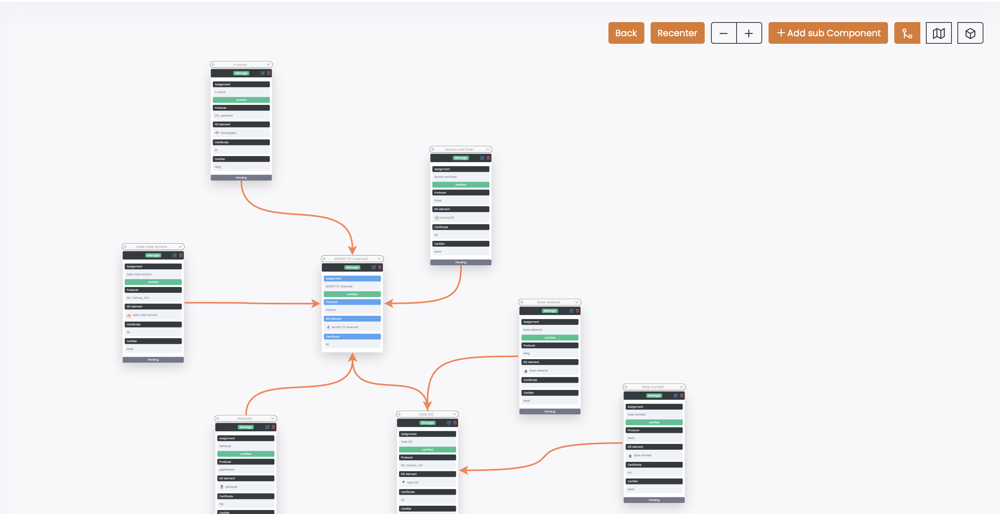 Back
Recenter
Add sub Component
n-Kanal
Manage
Assignment
n-Kanal
certified
Producer
EEE_operator1
EEE element
Kanalregion
Certificate
97
Certifier
iabg
Pending
Source und Drain
Manage
Assignment
Source und Drain
certified
Producer
hitest
EEE element
Source (S)
Certificate
98
Certifier
tesat
Pending
Gate-Oxid-Schicht
Manage
Assignment
Gate-Oxid-Schicht
certified
Producer
EEE_Partner_002
EEE element
Gate-Oxid-Schicht
Certificate
96
Certifier
tesat
Pending
MOSFET (P-channel)
Manage
Assignment
MOSFET (P-channel)
certified
Producer
infineon
EEE element
MOSFET (P-channel)
Certificate
92
Gate-Material
Manage
Assignment
Gate-Material
certified
Producer
iabg
EEE element
Gate-Material
Certificate
Certifier
tesat
Pending
Gate-Kontakt
Manage
Assignment
Gate-Kontakt
certified
Producer
tesat
EEE element
Gate-Kontakt
Certificate
100
Certifier
tesat
Pending
Gehäuse
Manage
Assignment
Gehäuse
certified
Producer
pgehaeuse
EEE element
Gehäuse
Certificate
159
Certifier
Gate (G)
Manage
Assignment
Gate (G)
certified
Producer
EEE_Partner_001
EEE element
Gate (G)
Certificate
93
Certifier